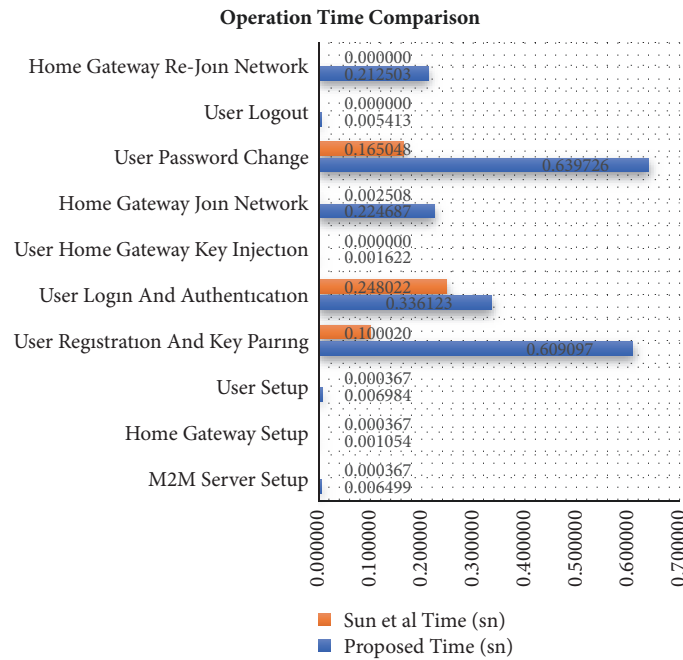 Operation Time Comparison
Home Gateway Re-Joın Network
0.000000
0.212503
User Logout
0.000000
0.005413
User Password Change
0.165048
0.639726
Home Gateway Joın Network
0.002508
0.224687
User Home Gateway Key Injectıon
0.000000
0.001622
User Logın And Authentıcatıon
0.248022
0.336123
User Regıstratıon And Key Paırıng
0.100020
0.609097
User Setup
0.000367
0.006984
Home Gateway Setup
0.000367
0.001054
M2M Server Setup
0.000367
0.006499
0.000000
0.100000
0.200000
0.300000
0.400000
0.500000
0.600000
0.700000
Sun et al Time (sn)
Proposed Time (sn)